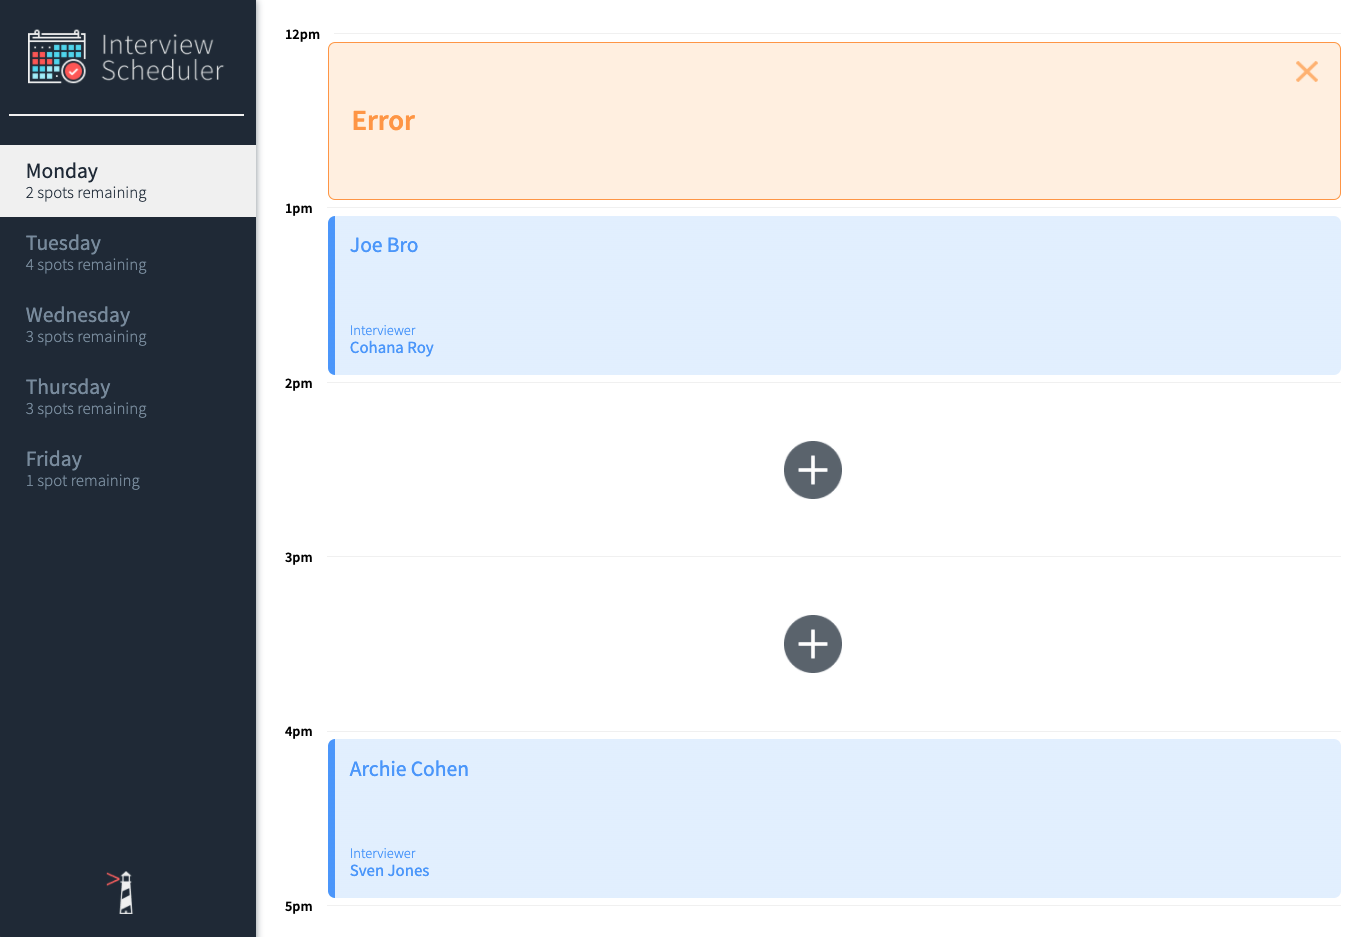 Interview
Scheduler
Monday
2 spots remaining
Tuesday
4 spots remaining
Wednesday
3 spots remaining
Thursday
3 spots remaining
Friday
1 spot remaining
12pm
Error
1pm
Joe Bro
Interviewer
Cohana Roy
2pm
3pm
4pm
Archie Cohen
Interviewer
Sven Jones
5pm